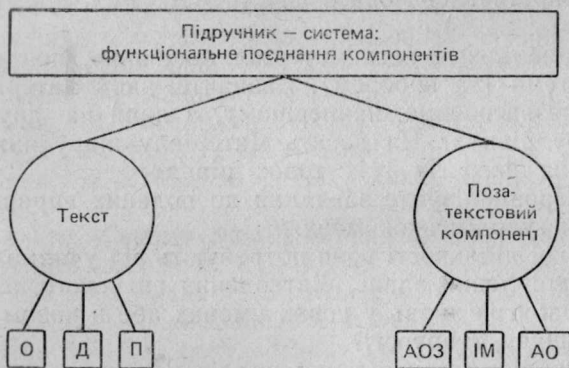 Підручник — система:
функціональне поєднання компонентів
Текст
Поза-
текстовий
компонент
О
Д
П
АОЗ
ІМ
АО